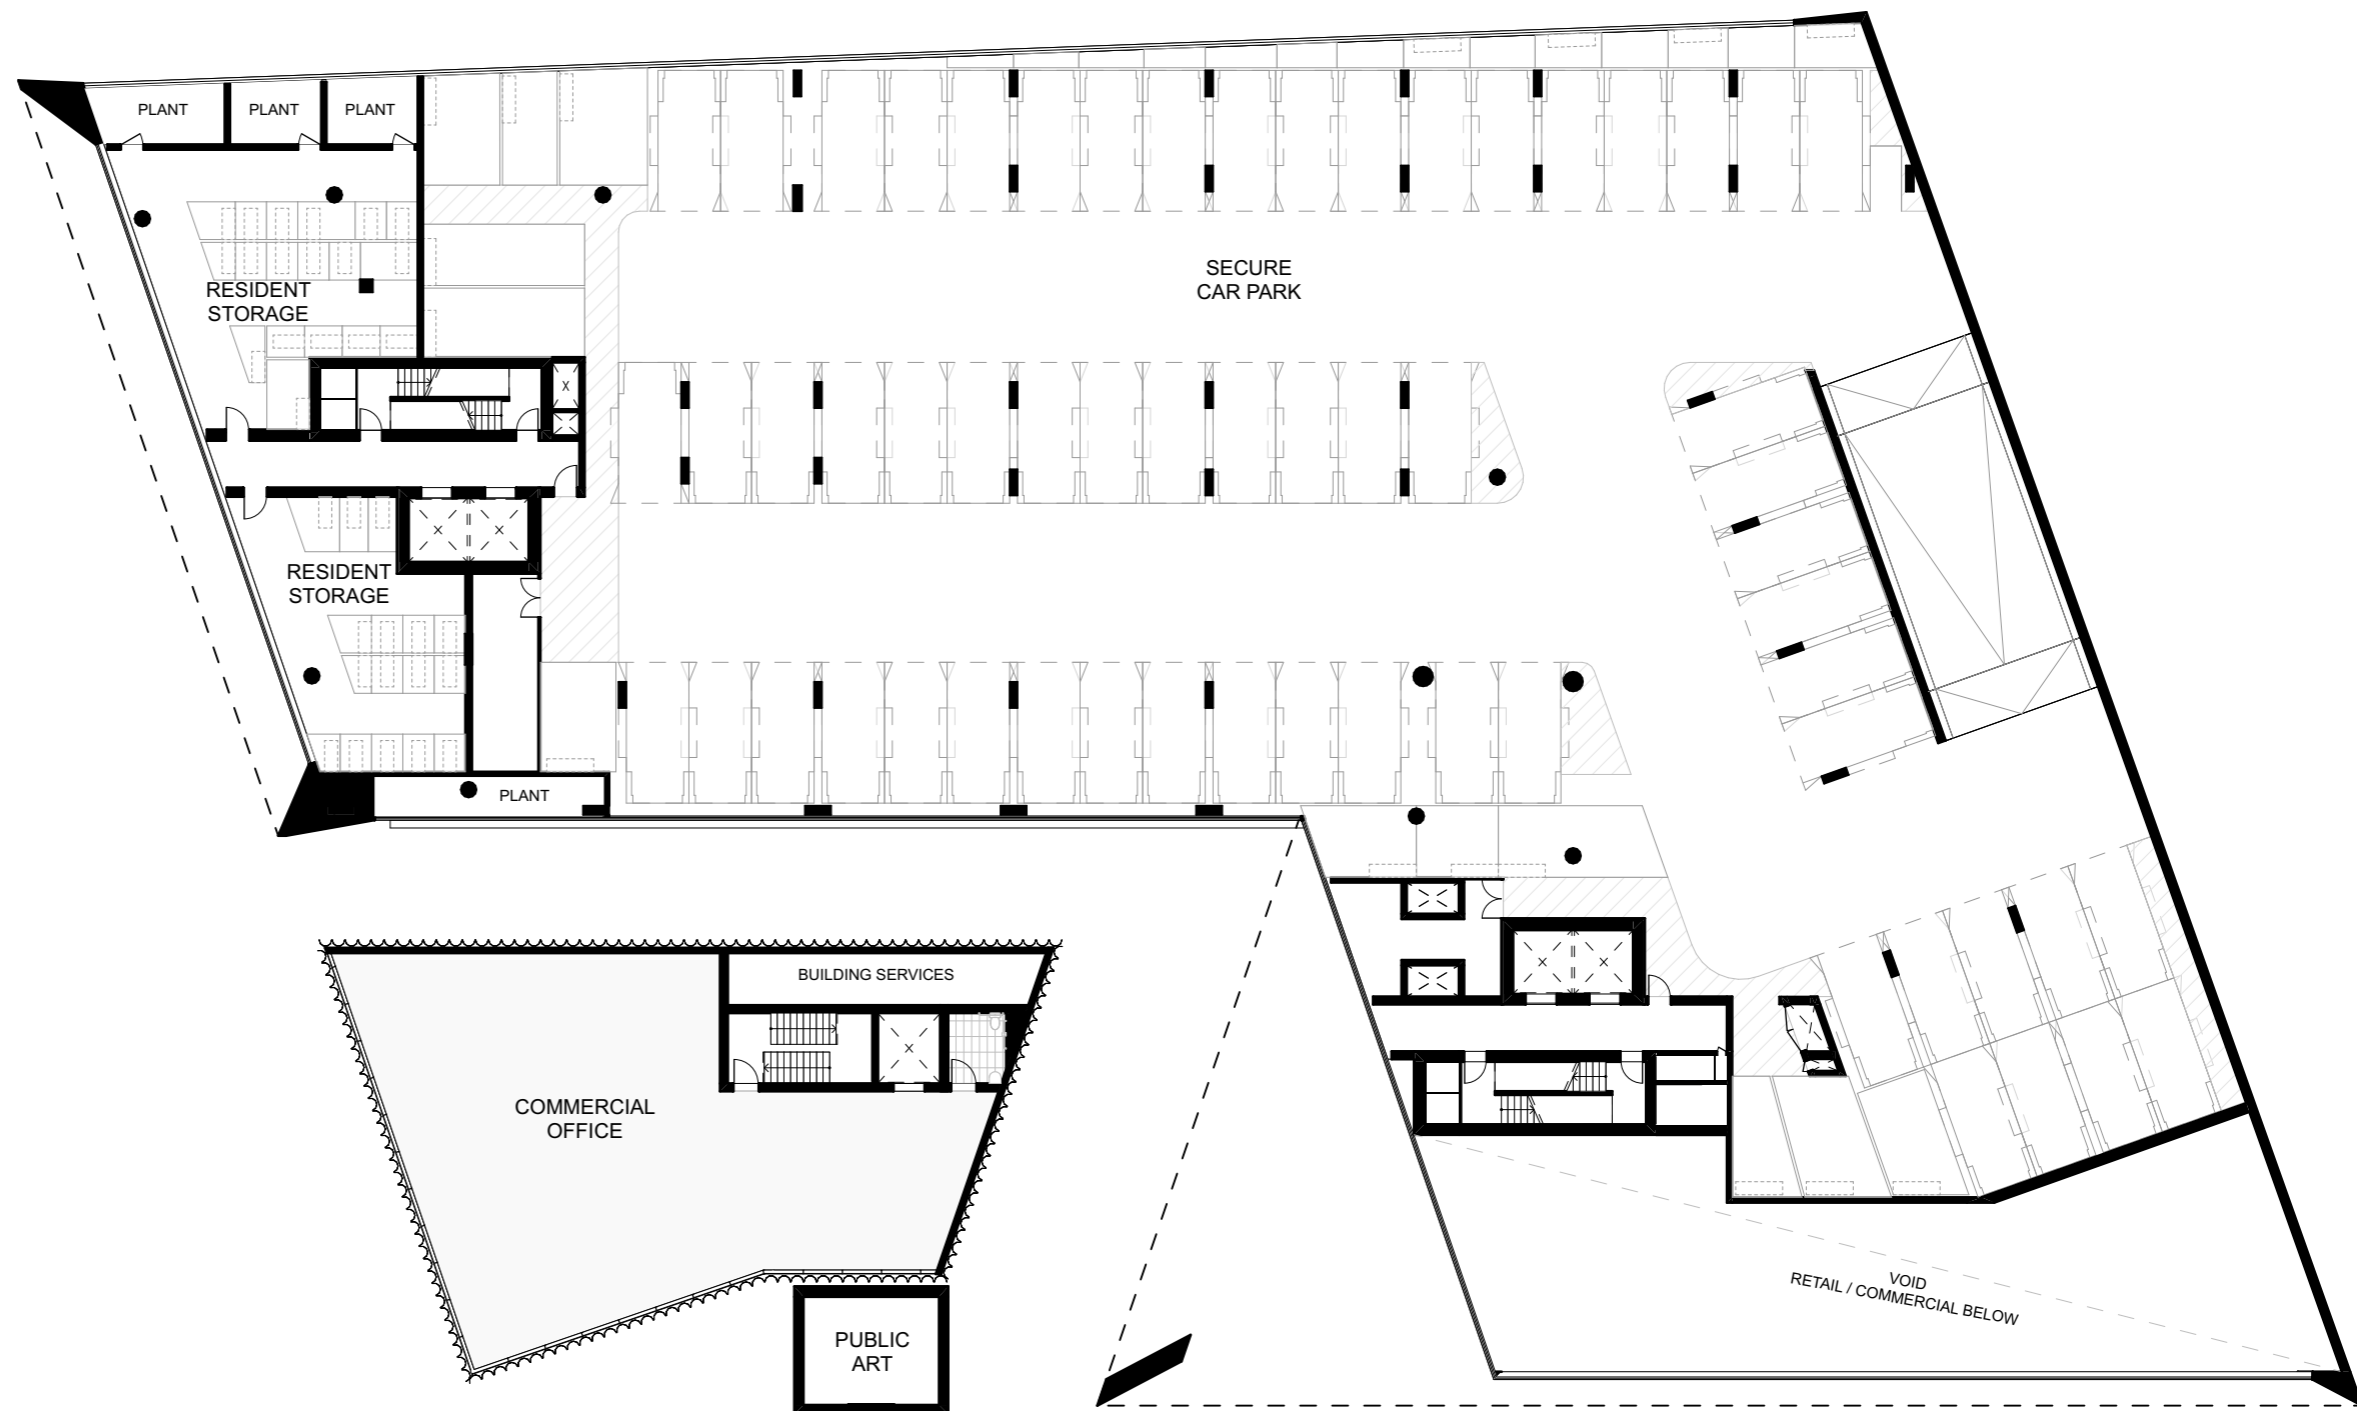 PLANT
PLANT
PLANT
SECURE
CAR PARK
RESIDENT
STORAGE
RESIDENT
STORAGE
PLANT
BUILDING SERVICES
COMMERCIAL
OFFICE
VOID
RETAIL / COMMERCIAL BELOW
PUBLIC
ART